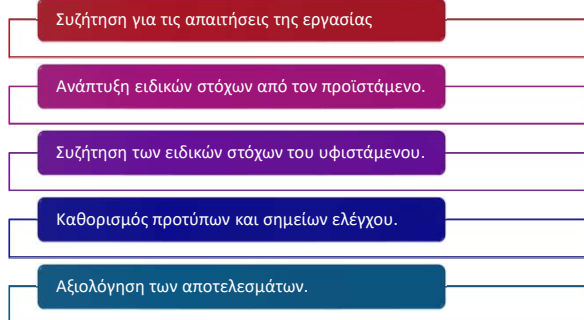 Συζήτηση για τις απαιτήσεις της εργασίας
Ανάπτυξη ειδικών στόχων από τον προϊστάμενο.
Συζήτηση των ειδικών στόχων του υφιστάμενου.
Καθορισμός προτύπων και σημείων ελέγχου.
Αξιολόγηση των αποτελεσμάτων.